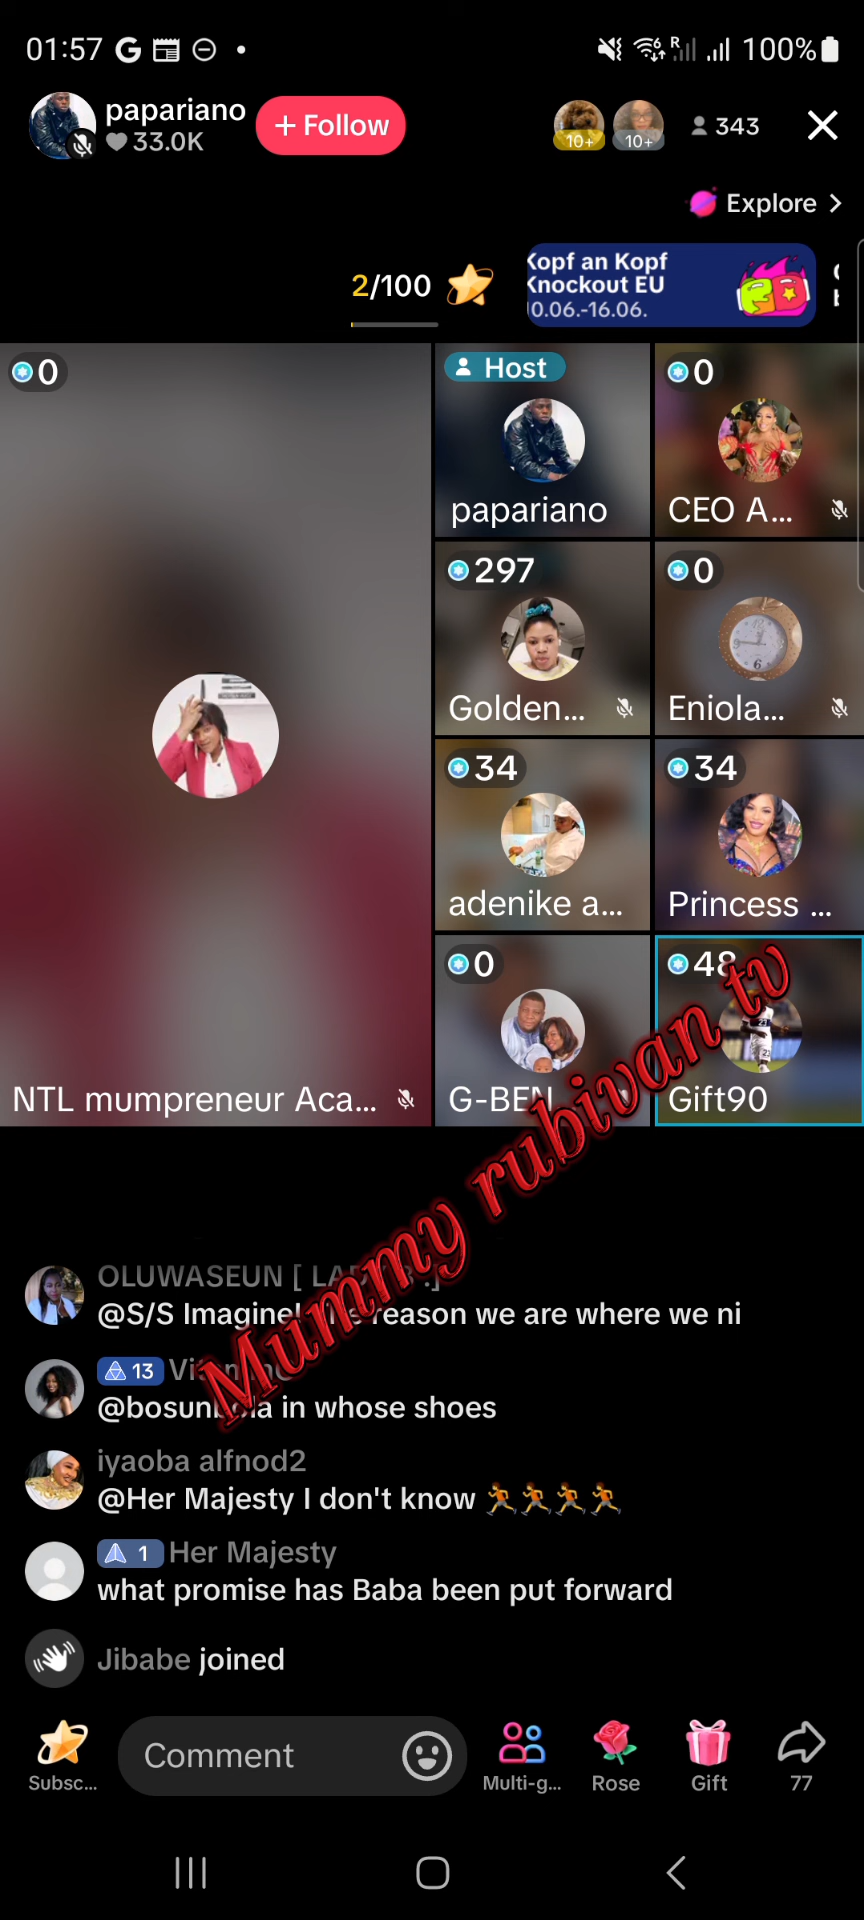 01:57
R
100%
papariano
33.0K
+ Follow
10+
10+
343
Explore >
2/100
Kopf an Kopf
Knockout EU
0.06.-16.06.
0
Host
papariano
0
CEO A...
297
Golden...
0
Eniola...
34
adenike a...
34
Princess ...
NTL mumpreneur Aca...
0
G-BEN
48
Gift90
Mummy rubivan tv
OLUWASEUN [
@S/S Imagine! reason we are where we ni
13
@bosunbola in whose shoes
iyaoba alfnod2
@Her Majesty I don't know 🏃🏃🏃🏃
1 Her Majesty
what promise has Baba been put forward
Jibabe joined
Subsc...
Comment
Multi-g...
Rose
Gift
77